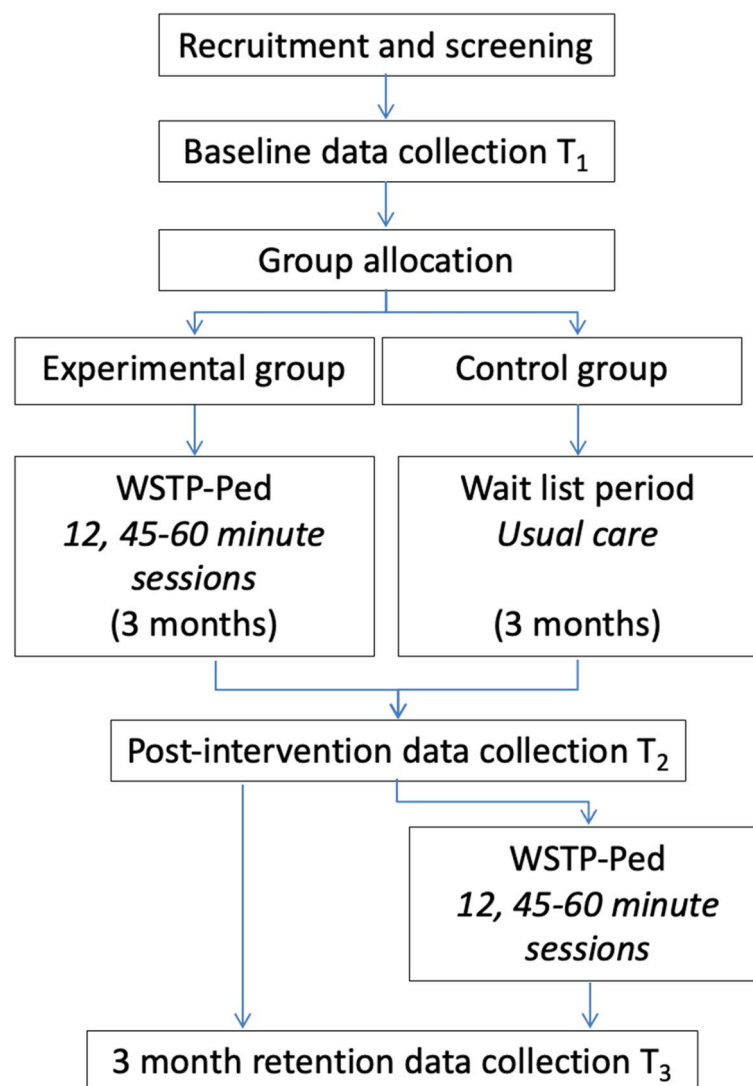 Recruitment and screening
Baseline data collection T₁
Group allocation
Experimental group
Control group
WSTP-Ped
12, 45-60 minute
sessions
(3 months)
Wait list period
Usual care
(3 months)
Post-intervention data collection T₂
WSTP-Ped
12, 45-60 minute
sessions
3 month retention data collection T₃